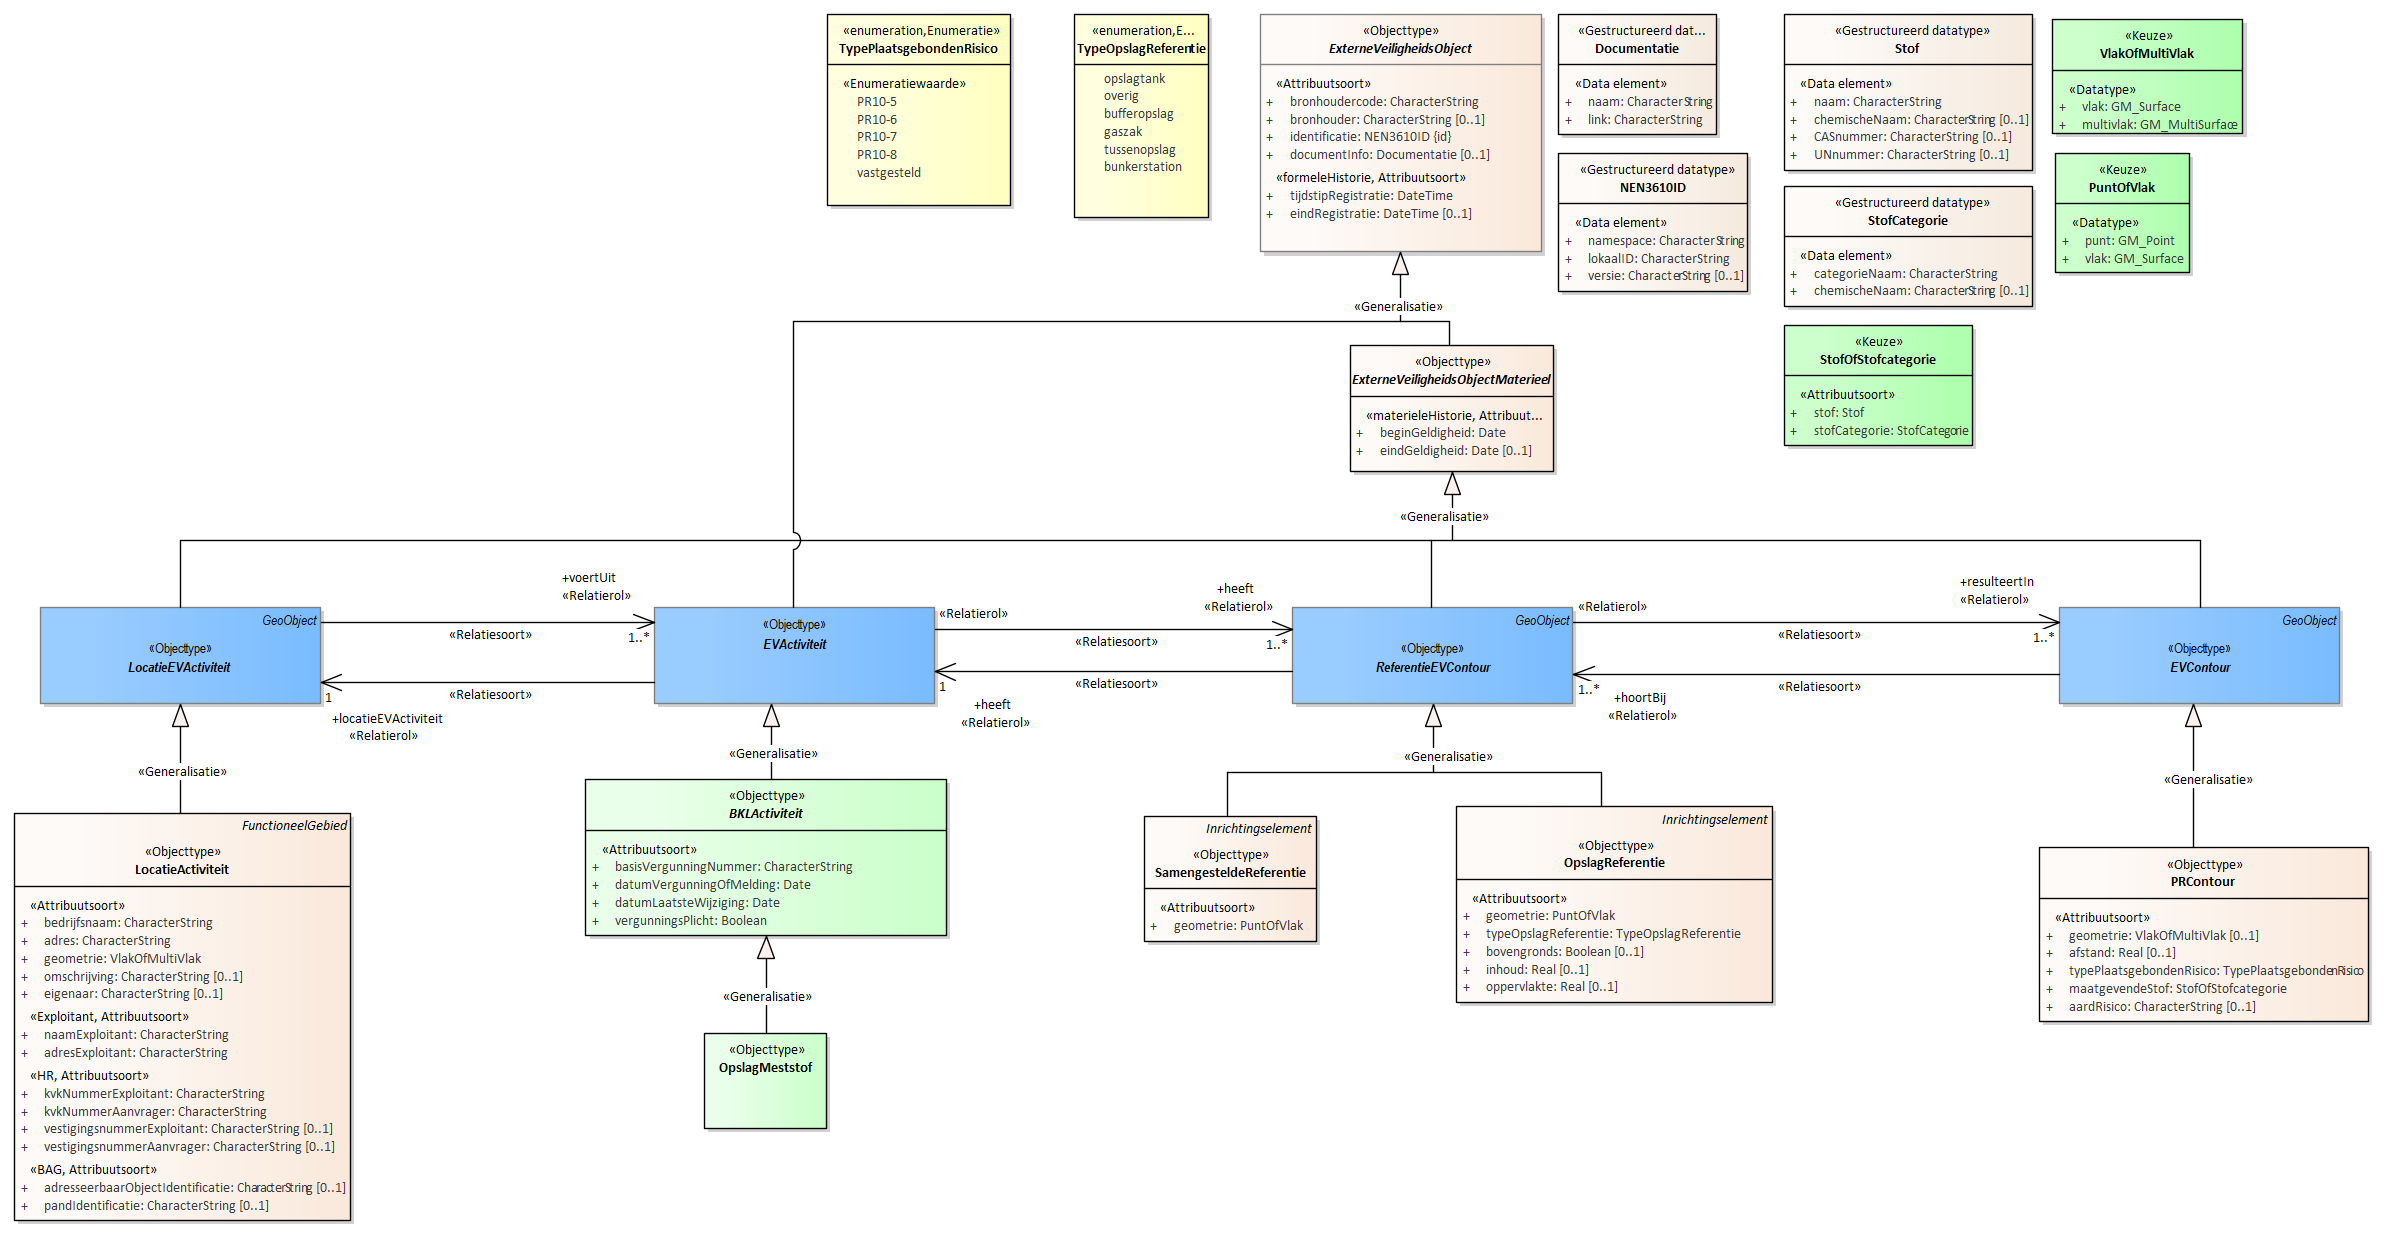 «enumeration,Enumeratie»
TypePlaatsgebondenRisico
«Enumeratiewaarde»
PR10-5
PR10-6
PR10-7
PR10-8
vastgesteld
«enumeration,E...
TypeOpslagReferentie
opslagtank
overig
bufferopslag
gaszak
tussenopslag
bunkerstation
«Objecttype»
ExterneVeiligheidsObject
«Attribuutsoort»
+ bronhoudercode: CharacterString
+ bronhouder: CharacterString [0..1]
+ identificatie: NEN3610ID {id}
+ documentInfo: Documentatie [0..1]
«formeleHistorie, Attribuutsoort»
+ tijdstipRegistratie: DateTime
+ eindRegistratie: DateTime [0..1]
«Gestructureerd dat...
Documentatie
«Data element»
+ naam: CharacterString
+ link: CharacterString
«Gestructureerd datatype»
NEN3610ID
«Data element»
+ namespace: CharacterString
+ lokaalID: CharacterString
+ versie: CharacterString [0..1]
«Gestructureerd datatype»
Stof
«Data element»
+ naam: CharacterString
+ chemischeNaam: CharacterString [0..1]
+ CASnummer: CharacterString [0..1]
+ UNnummer: CharacterString [0..1]
«Gestructureerd datatype»
StofCategorie
«Data element»
+ categorieNaam: CharacterString
+ chemischeNaam: CharacterString [0..1]
«Keuze»
StofOfStofcategorie
«Attribuutsoort»
+ stof: Stof
+ stofCategorie: StofCategorie
«Keuze»
VlakOfMultiVlak
«Datatype»
+ vlak: GM_Surface
+ multivlak: GM_MultiSurface
«Keuze»
PuntOfVlak
«Datatype»
+ punt: GM_Point
+ vlak: GM_Surface
«Generalisatie»
«Objecttype»
ExterneVeiligheidsObjectMaterieel
«materieleHistorie, Attribuut...
+ beginGeldigheid: Date
+ eindGeldigheid: Date [0..1]
«Generalisatie»
GeoObject
«Objecttype»
LocatieEVActiviteit
+voertUit
«Relatierol»
1..*
«Relatiesoort»
«Relatiesoort»
1
+locatieEVActiviteit
«Relatierol»
«Objecttype»
EVActiviteit
«Relatierol»
+heeft
«Relatierol»
1..*
«Relatiesoort»
«Relatiesoort»
1
+heeft
«Relatierol»
GeoObject
«Objecttype»
ReferentieEVContour
«Relatierol»
+resulteertIn
«Relatierol»
1..*
«Relatiesoort»
«Relatiesoort»
1..*
+hoortBij
«Relatierol»
GeoObject
«Objecttype»
EVContour
«Generalisatie»
«Generalisatie»
«Generalisatie»
«Generalisatie»
FunctioneelGebied
«Objecttype»
LocatieActiviteit
«Attribuutsoort»
+ bedrijfsnaam: CharacterString
+ adres: CharacterString
+ geometrie: VlakOfMultiVlak
+ omschrijving: CharacterString [0..1]
+ eigenaar: CharacterString [0..1]
«Exploitant, Attribuutsoort»
+ naamExploitant: CharacterString
+ adresExploitant: CharacterString
«HR, Attribuutsoort»
+ kvkNummerExploitant: CharacterString
+ kvkNummerAanvrager: CharacterString
+ vestigingsnummerExploitant: CharacterString [0..1]
+ vestigingsnummerAanvrager: CharacterString [0..1]
«BAG, Attribuutsoort»
+ adresseerbaarObjectIdentificatie: CharacterString [0..1]
+ pandIdentificatie: CharacterString [0..1]
«Objecttype»
BKLActiviteit
«Attribuutsoort»
+ basisVergunningNummer: CharacterString
+ datumVergunningOfMelding: Date
+ datumLaatsteWijziging: Date
+ vergunningsPlicht: Boolean
«Generalisatie»
«Objecttype»
OpslagMeststof
Inrichtingselement
«Objecttype»
SamengesteldeReferentie
«Attribuutsoort»
+ geometrie: PuntOfVlak
Inrichtingselement
«Objecttype»
OpslagReferentie
«Attribuutsoort»
+ geometrie: PuntOfVlak
+ typeOpslagReferentie: TypeOpslagReferentie
+ bovengronds: Boolean [0..1]
+ inhoud: Real [0..1]
+ oppervlakte: Real [0..1]
«Objecttype»
PRContour
«Attribuutsoort»
+ geometrie: VlakOfMultiVlak [0..1]
+ afstand: Real [0..1]
+ typePlaatsgebondenRisico: TypePlaatsgebondenRisico
+ maatgevendeStof: StofOfStofcategorie
+ aardRisico: CharacterString [0..1]